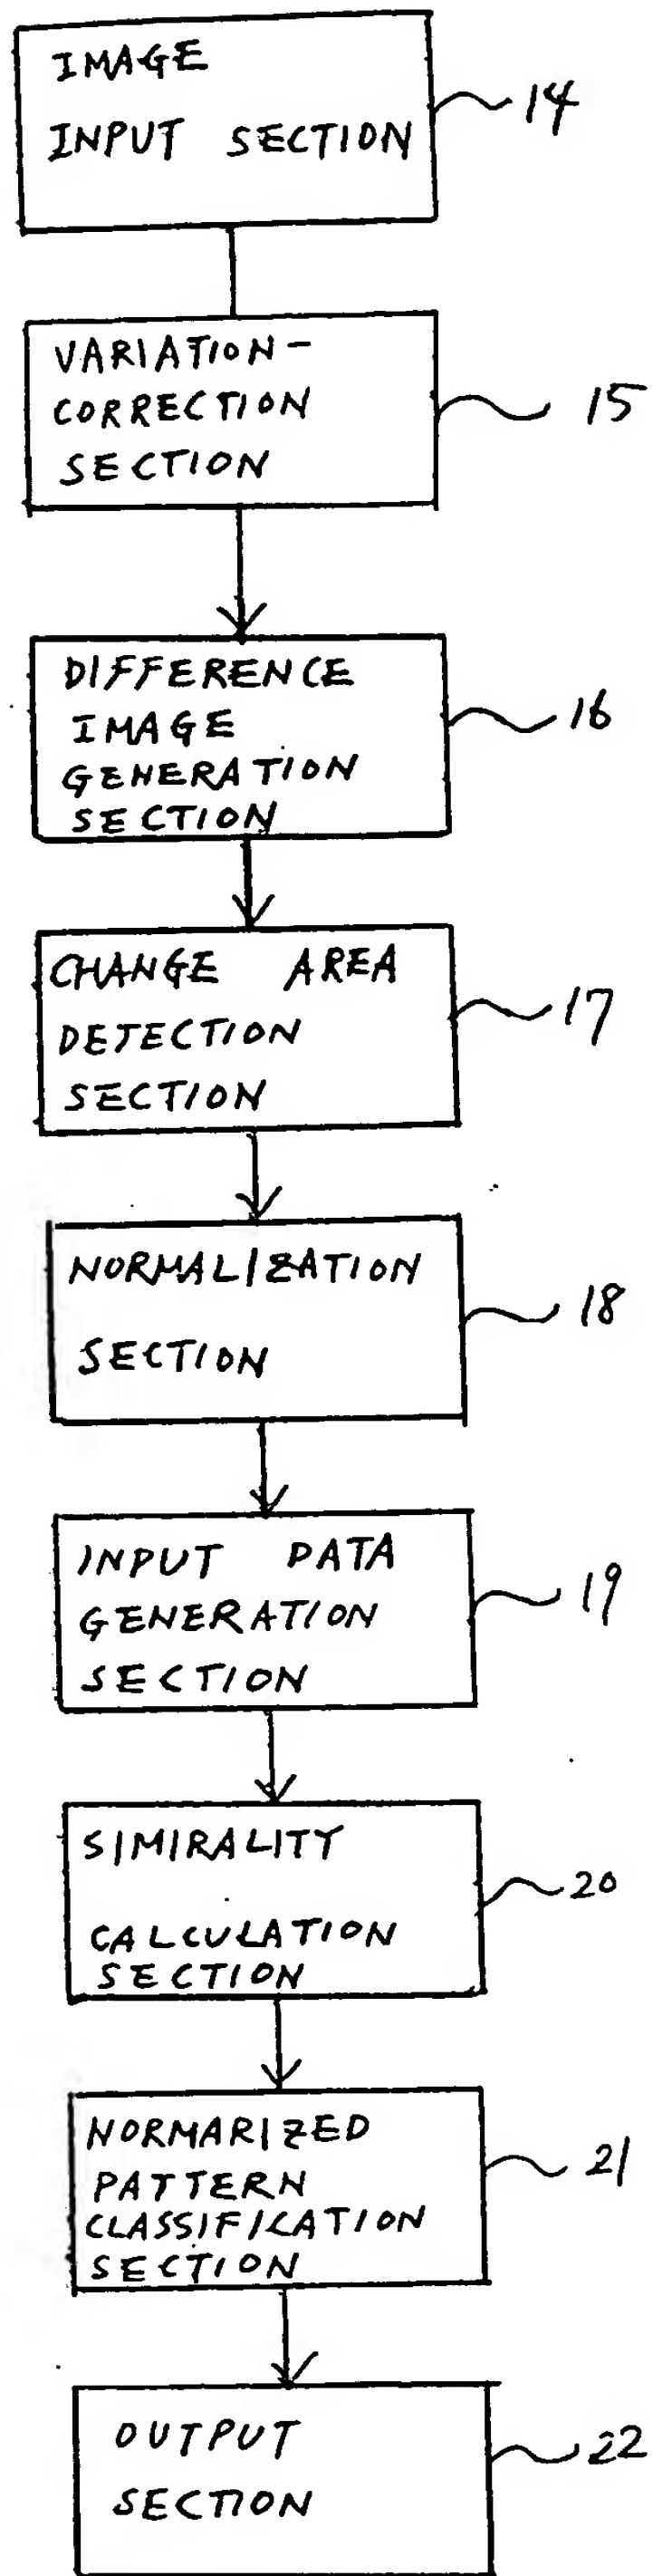 IMAGE
INPUT SECTION
14
VARIATION-
CORRECTION
SECTION
15
DIFFERENCE
IMAGE
GENERATION
SECTION
16
CHANGE AREA
DETECTION
SECTION
17
NORMALIZATION
SECTION
18
INPUT DATA
GENERATION
SECTION
19
SIMIRALITY
CALCULATION
SECTION
20
NORMARIZED
PATTERN
CLASSIFICATION
SECTION
21
OUTPUT
SECTION
22